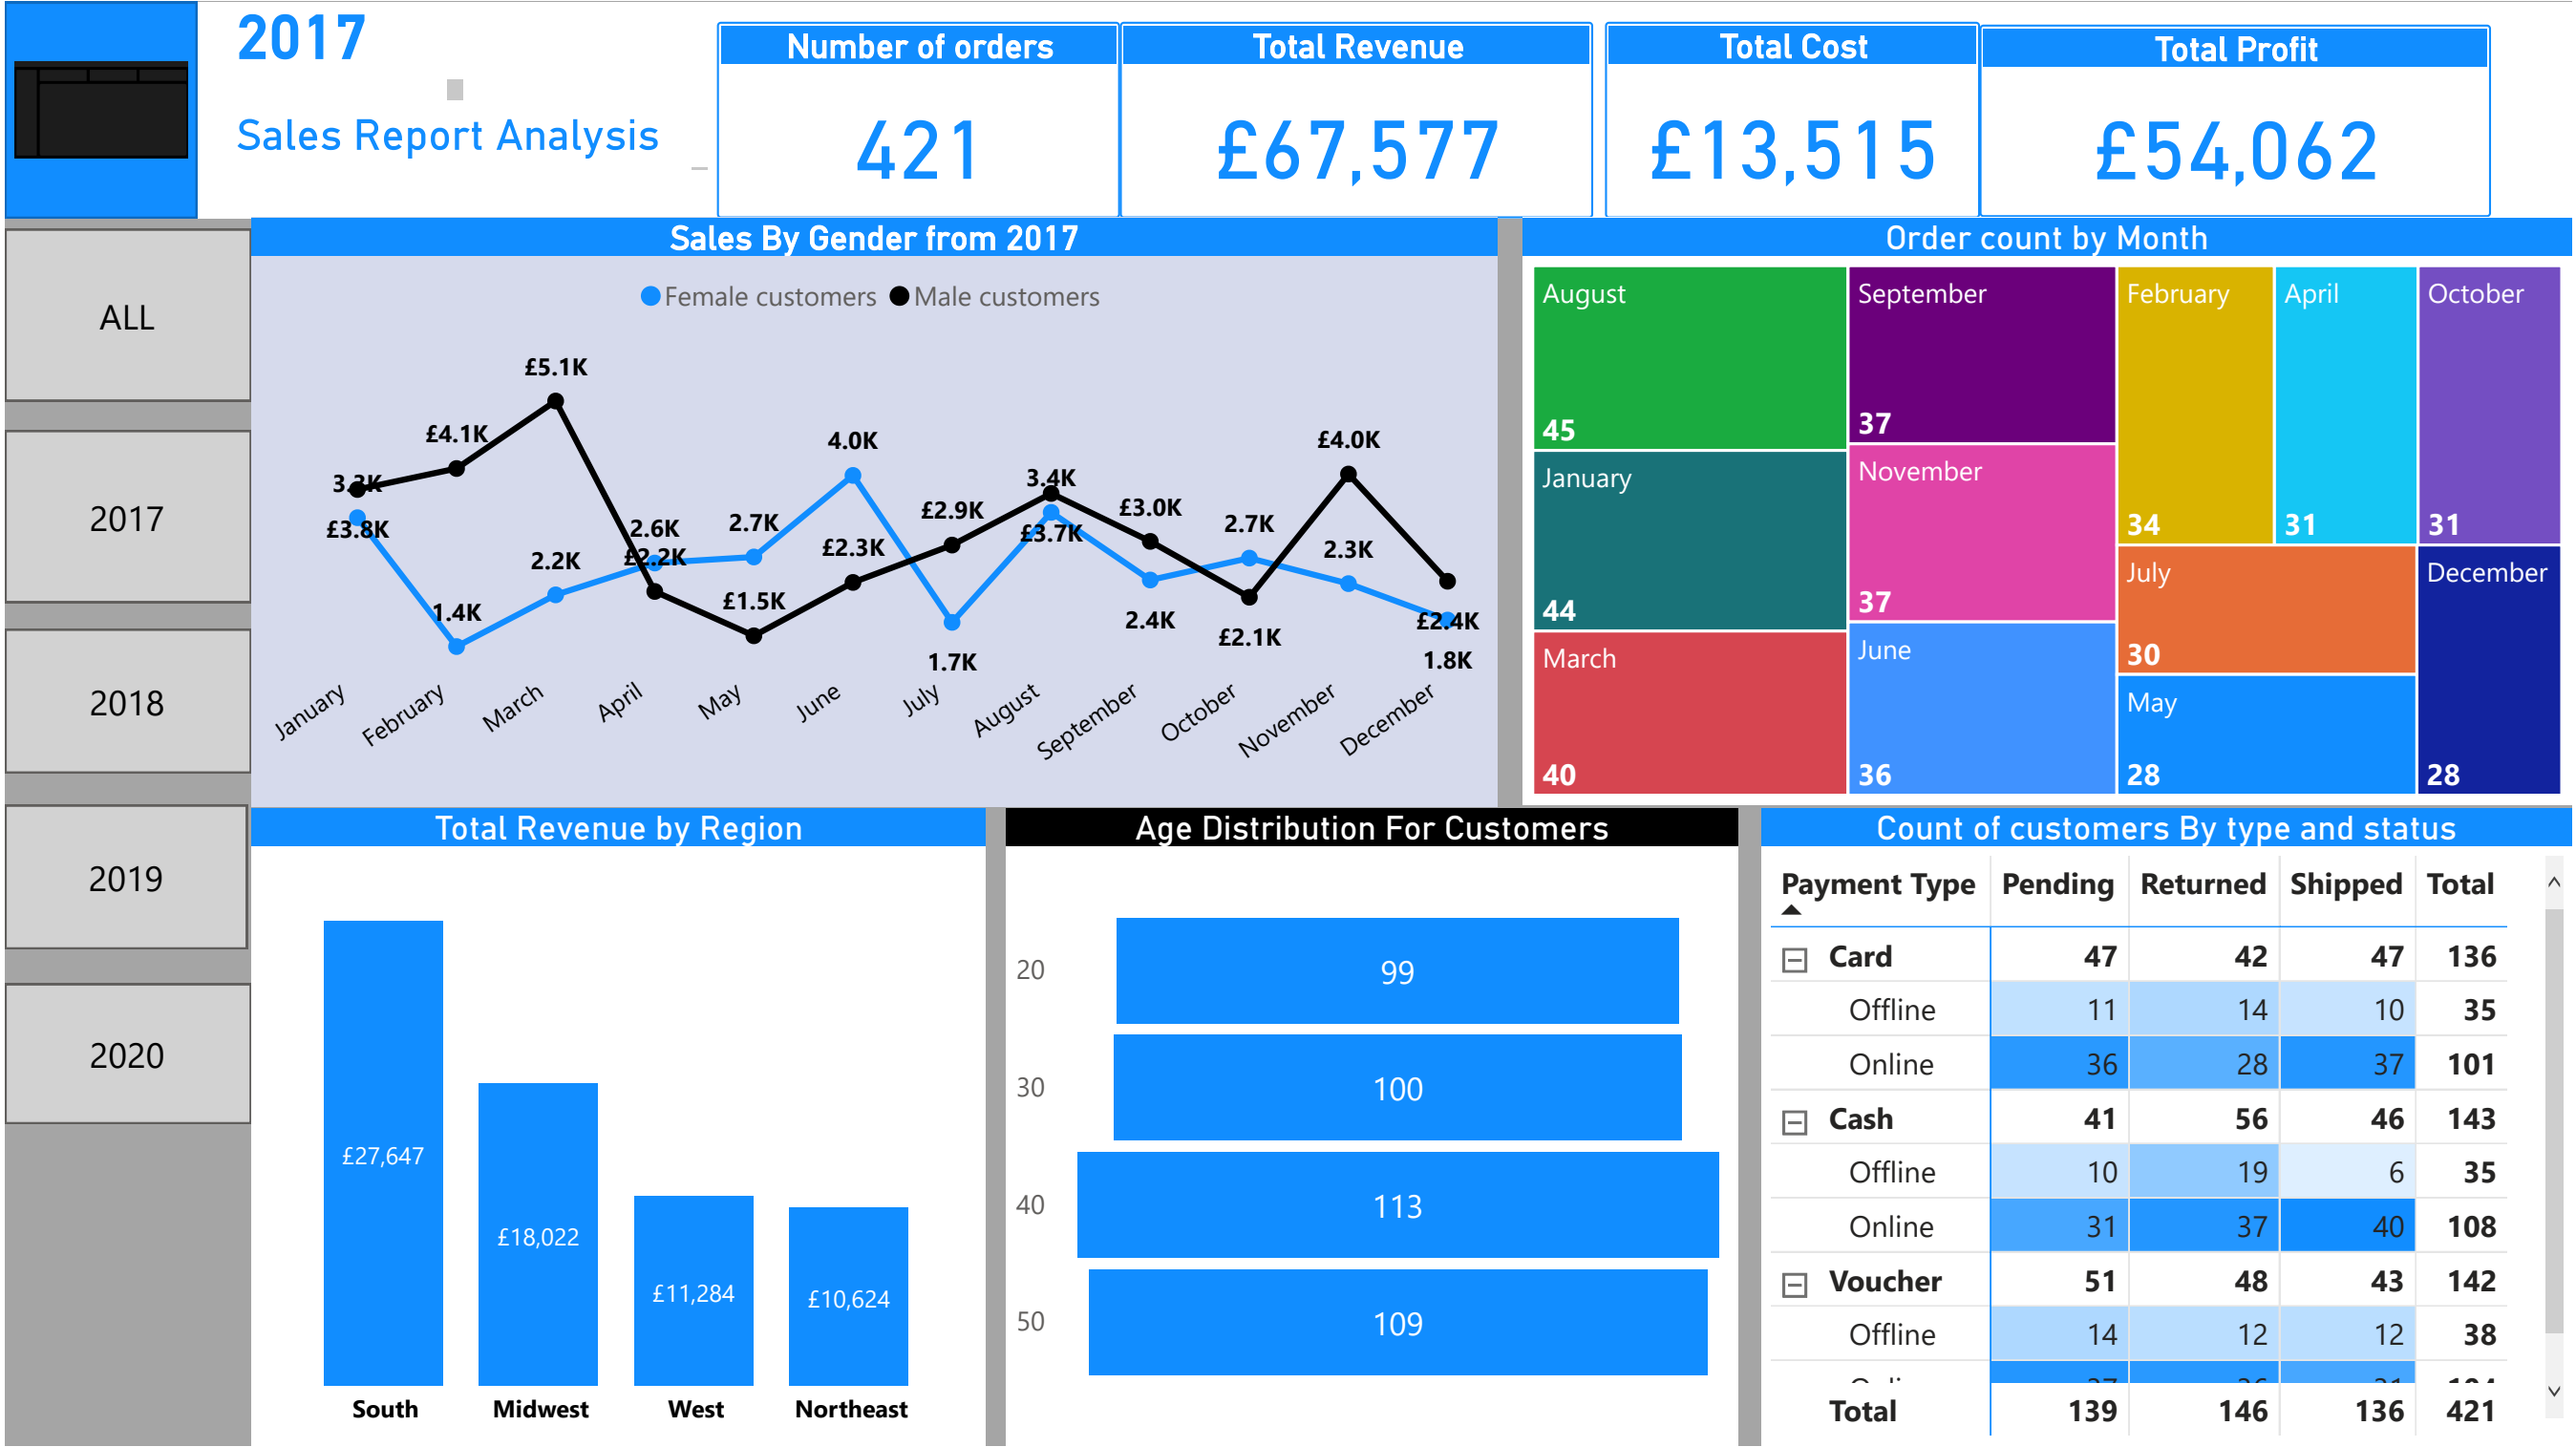 2017
Sales Report Analysis
Number of orders
421
Total Revenue
£67,577
Total Cost
£13,515
Total Profit
£54,062
ALL
2017
2018
2019
2020
Sales By Gender from 2017
Female customers Male customers
£5.1K
£4.1K
3.3K
£3.8K
1.4K
2.2K
2.6K
£2.2K
2.7K
£1.5K
4.0K
£2.3K
£2.9K
1.7K
3.4K
£3.7K
£3.0K
2.4K
2.7K
£2.1K
£4.0K
2.3K
£2.4K
1.8K
January
February
March
April
May
June
July
August
September
October
November
December
Order count by Month
August
45
January
44
March
40
September
37
November
37
June
36
February
34
April
31
October
31
July
30
May
28
December
28
Total Revenue by Region
£27,647
£18,022
£11,284
£10,624
South Midwest West Northeast
Age Distribution For Customers
20 99
30 100
40 113
50 109
Count of customers By type and status
Payment Type Pending Returned Shipped Total
Card 47 42 47 136
Offline 11 14 10 35
Online 36 28 37 101
Cash 41 56 46 143
Offline 10 19 6 35
Online 31 37 40 108
Voucher 51 48 43 142
Offline 14 12 12 38
Total 139 146 136 421